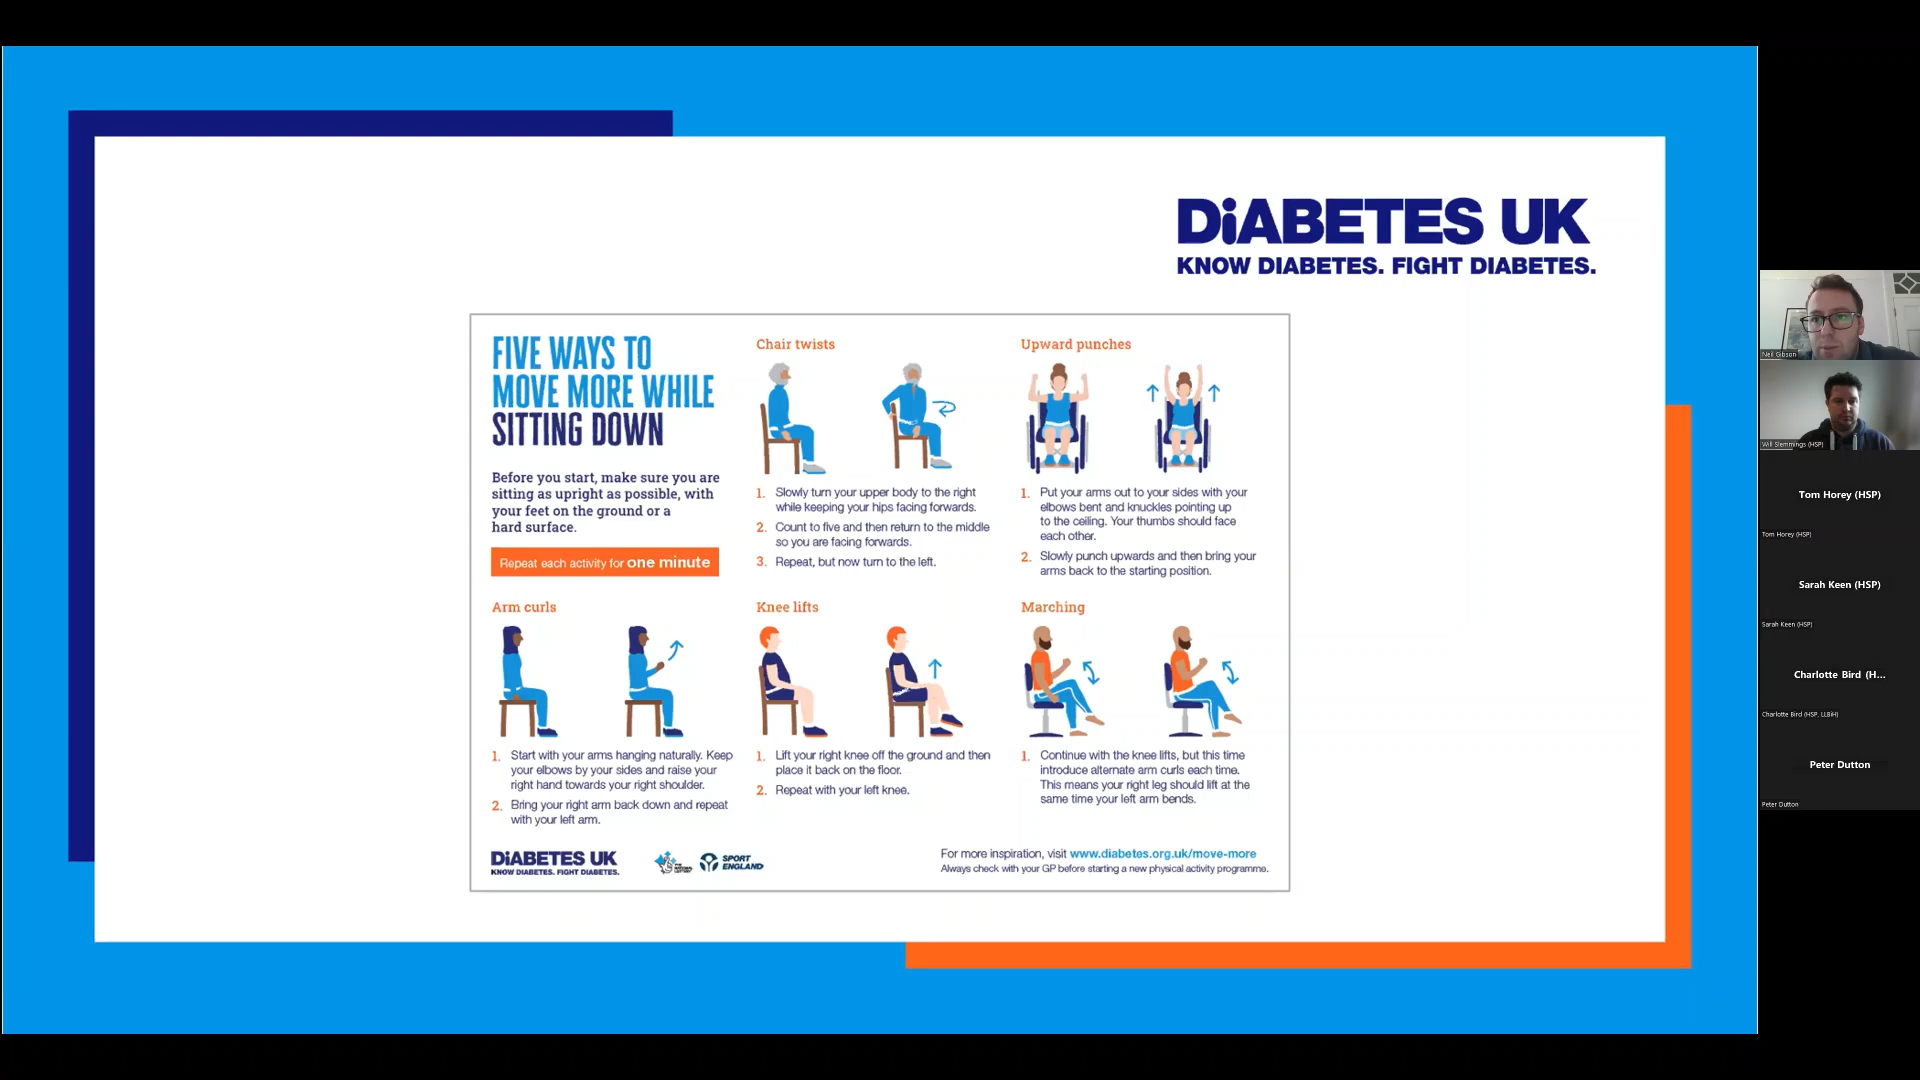 DiABETES UK
KNOW DIABETES. FIGHT DIABETES.
FIVE WAYS TO
MOVE MORE WHILE
SITTING DOWN
Before you start, make sure you are
sitting as upright as possible, with
your feet on the ground or a
hard surface.
Repeat each activity for one minute
Chair twists
1. Slowly turn your upper body to the right
while keeping your hips facing forwards.
2. Count to five and then return to the middle
so you are facing forwards.
3. Repeat, but now turn to the left.
Upward punches
1. Put your arms out to your sides with your
elbows bent and knuckles pointing up
to the ceiling. Your thumbs should face
each other.
2. Slowly punch upwards and then bring your
arms back to the starting position.
Arm curls
1. Start with your arms hanging naturally. Keep
your elbows by your sides and raise your
right hand towards your right shoulder.
2. Bring your right arm back down and repeat
with your left arm.
Knee lifts
1. Lift your right knee off the ground and then
place it back on the floor.
2. Repeat with your left knee.
Marching
1. Continue with the knee lifts, but this time
introduce alternate arm curls each time.
This means your right leg should lift at the
same time your left arm bends.
DiABETES UK
KNOW DIABETES. FIGHT DIABETES.
SPORT
ENGLAND
For more inspiration, visit www.diabetes.org.uk/move-more
Always check with your GP before starting a new physical activity programme.
Neil Gibson
Will Slemmings (HSP)
Tom Horey (HSP)
Tom Horey (HSP)
Sarah Keen (HSP)
Sarah Keen (HSP)
Charlotte Bird (H...
Charlotte Bird (HSP, LLBiH)
Peter Dutton
Peter Dutton